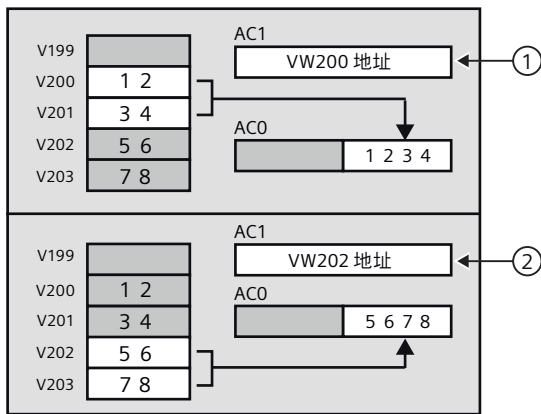 AC1
V199
VW200 地址
①
V200
1 2
V201
3 4
AC0
V202
5 6
1 2 3 4
V203
7 8
AC1
V199
VW202 地址
②
V200
1 2
AC0
V201
3 4
5 6 7 8
V202
5 6
V203
7 8